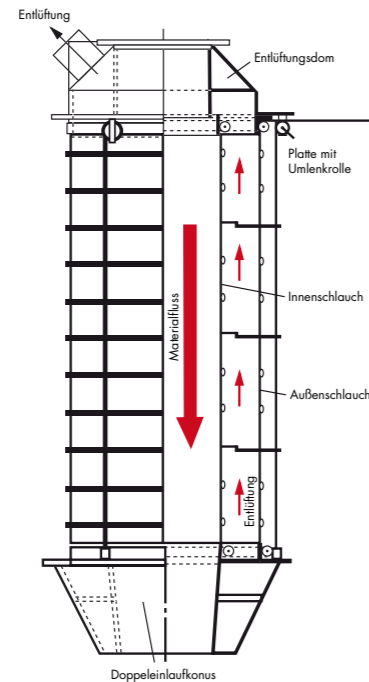 Entlüftung
Entlüftungsdom
Platte mit
Umlenkrolle
Materialfluss
Innenschlauch
Außenschlauch
Entlüftung
Doppeleinlaufkonus